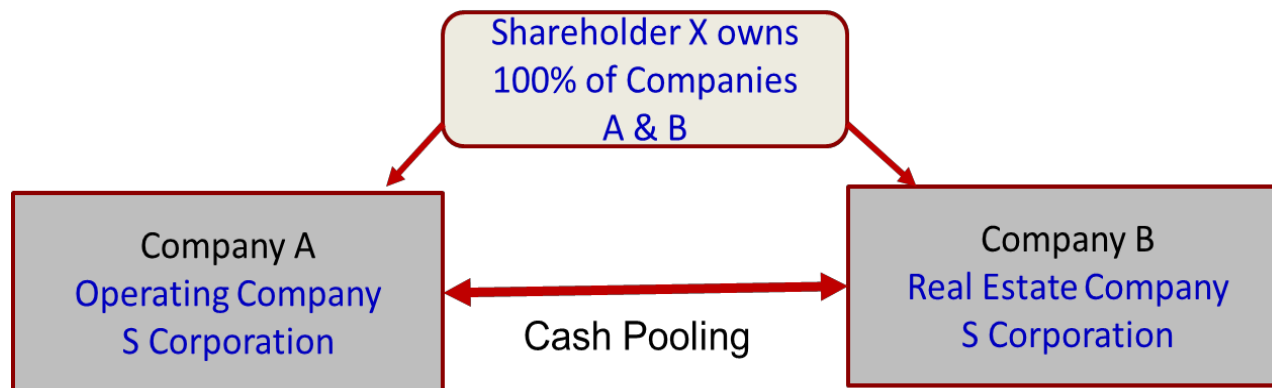 Shareholder X owns
100% of Companies
A & B
Company A
Operating Company
S Corporation
Cash Pooling
Company B
Real Estate Company
S Corporation